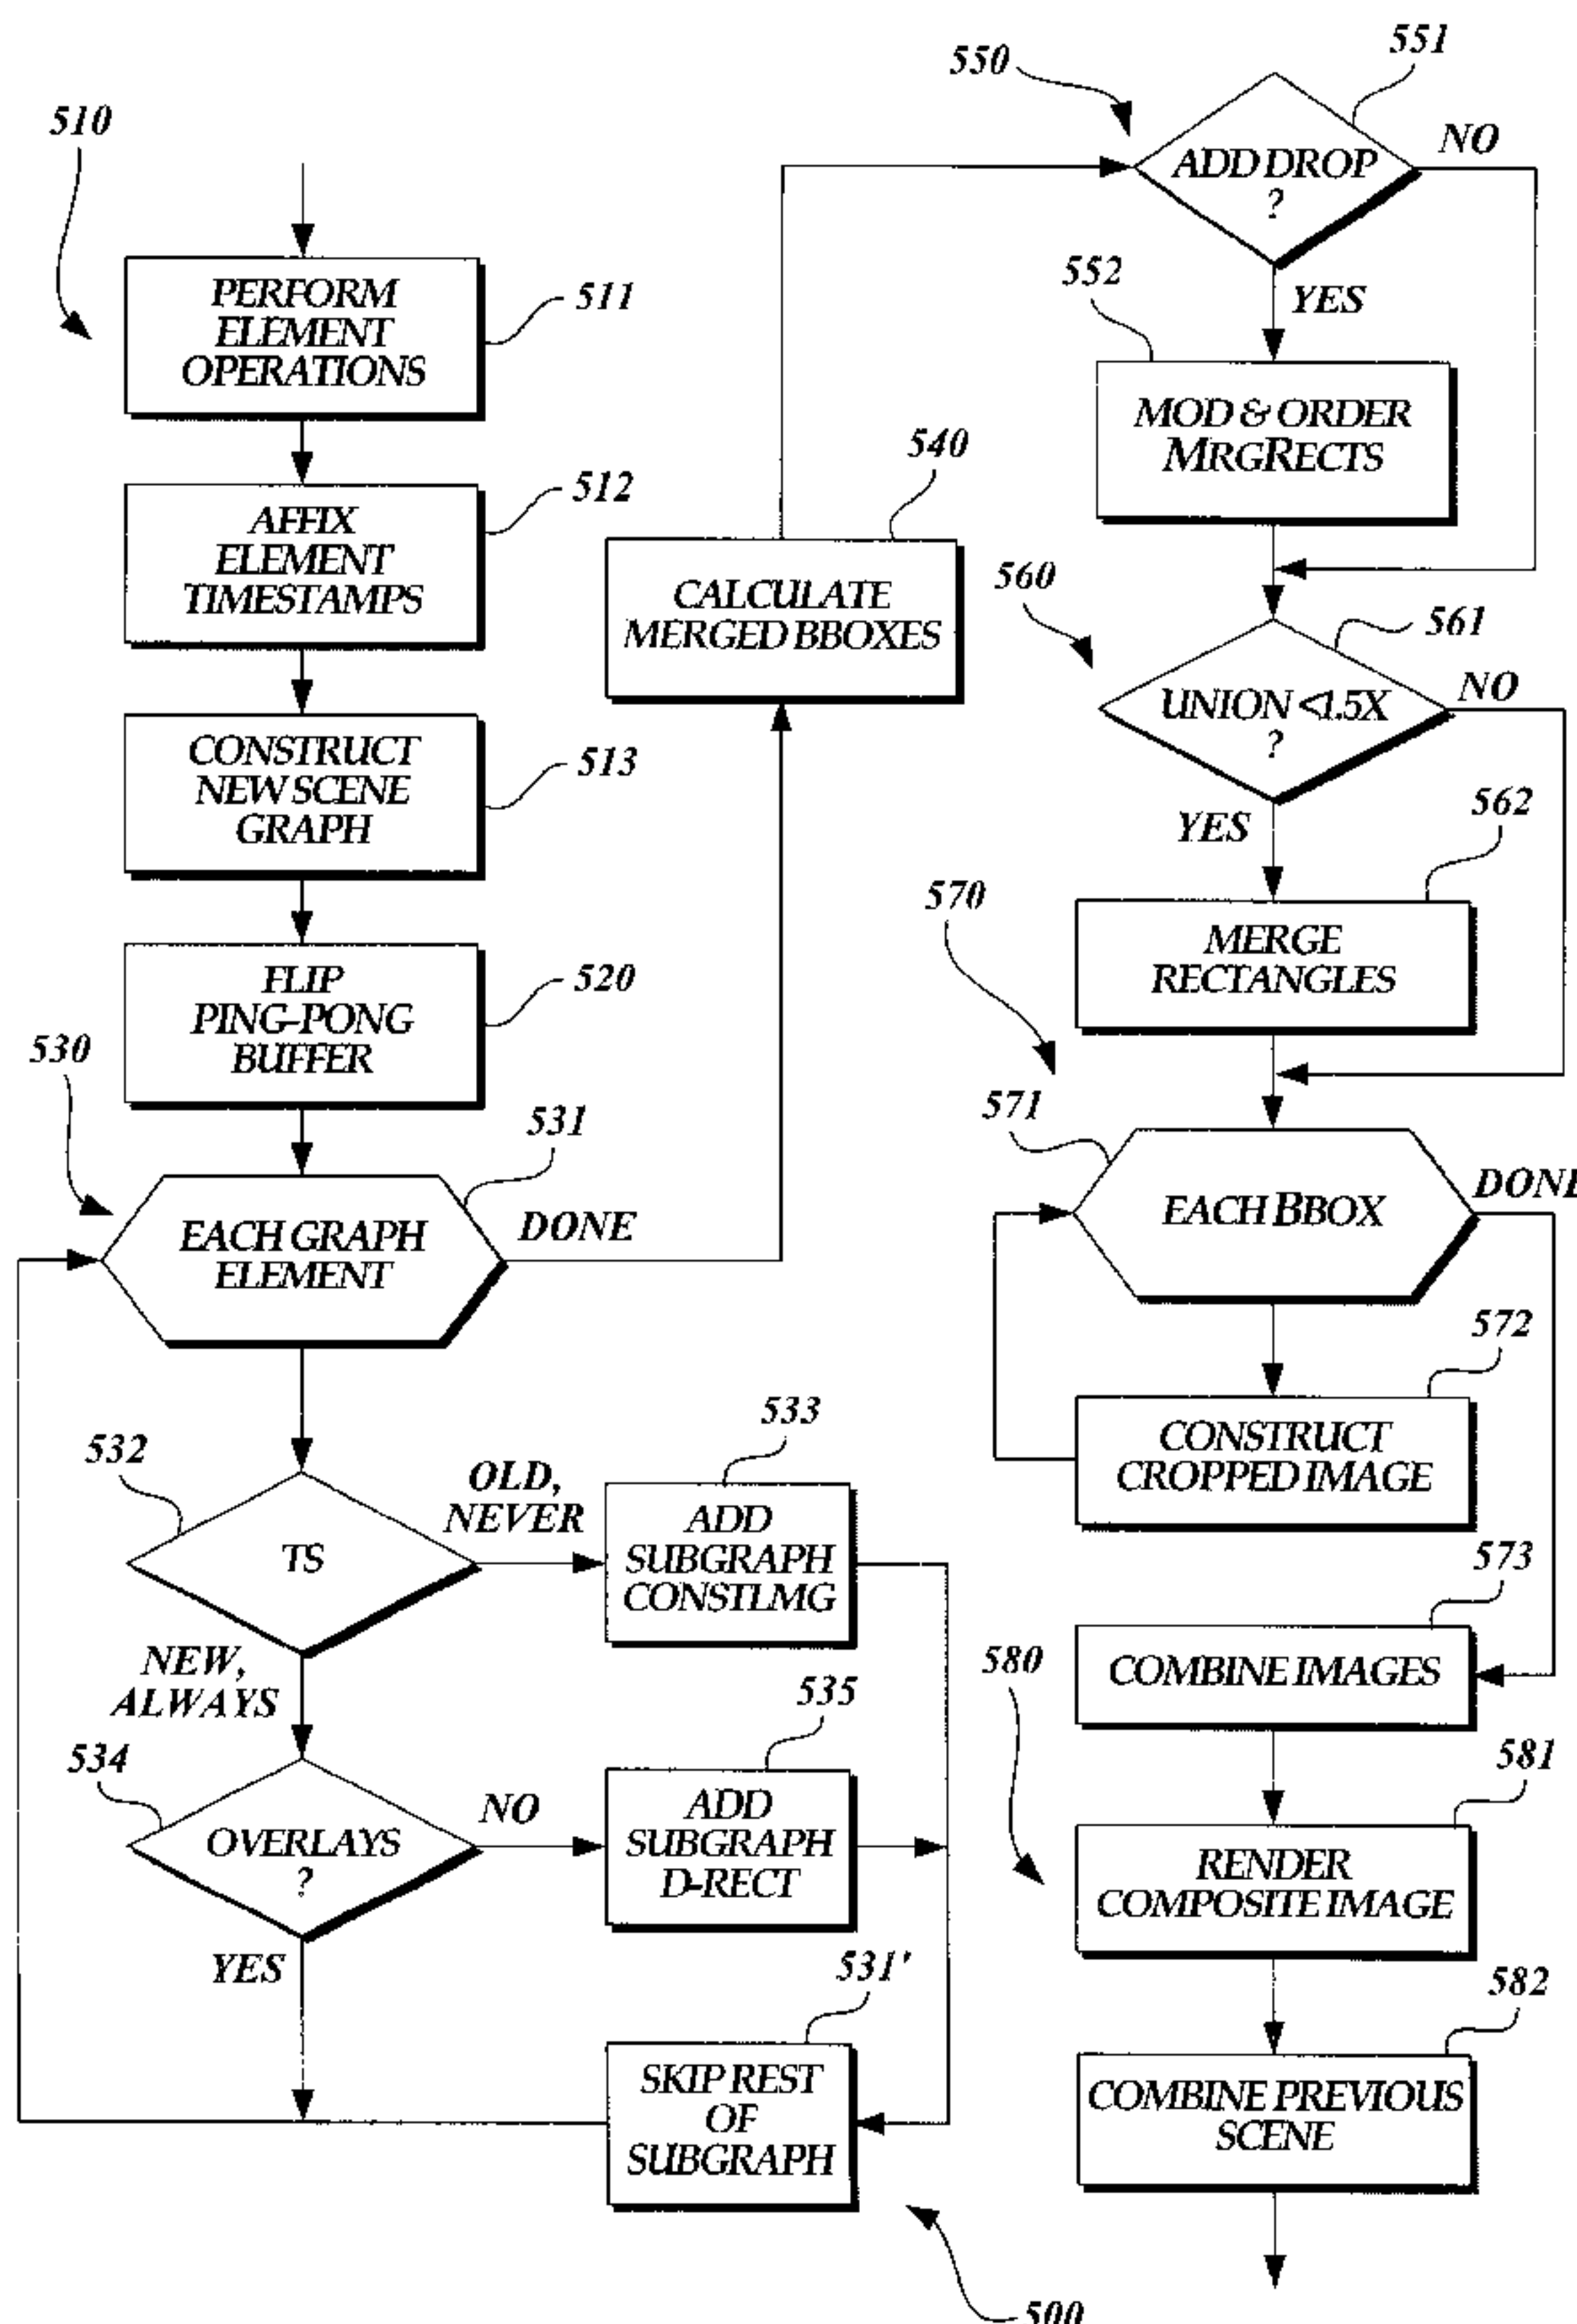 510
PERFORM
ELEMENT
OPERATIONS
511
AFFIX
ELEMENT
TIMESTAMPS
512
CONSTRUCT
NEW SCENE
GRAPH
513
FLIP
PING-PONG
BUFFER
520
530
531
EACH GRAPH
ELEMENT
DONE
532
TS
OLD,
NEVER
533
ADD
SUBGRAPH
CONSTLMG
NEW,
ALWAYS
534
OVERLAYS
?
NO
535
ADD
SUBGRAPH
D-RECT
YES
531'
SKIP REST
OF
SUBGRAPH
500
540
CALCULATE
MERGED BBOXES
550
551
ADD DROP
?
NO
YES
552
MOD & ORDER
MRGRECTS
560
561
UNION <1.5X
?
NO
YES
562
MERGE
RECTANGLES
570
571
EACH BBOX
DONE
572
CONSTRUCT
CROPPED IMAGE
573
COMBINE IMAGES
580
581
RENDER
COMPOSITE IMAGE
582
COMBINE PREVIOUS
SCENE